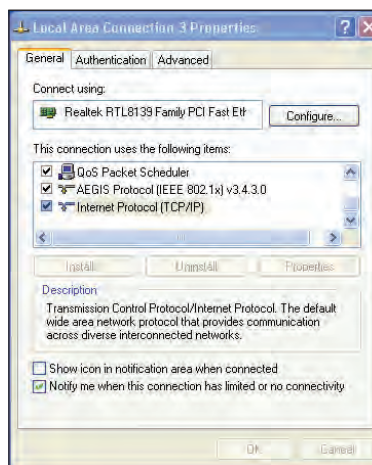 Local Area Connection 3 Properties
General Authentication Advanced
Connect using:
Realtek RTL8139 Family PCI Fast Eth
Configure...
This connection uses the following items:
QoS Packet Scheduler
AEGIS Protocol (IEEE 802.1x) v3.4.3.0
Internet Protocol (TCP/IP)
Install... Uninstall Properties
Description
Transmission Control Protocol/Internet Protocol. The default
wide area network protocol that provides communication
across diverse interconnected networks.
Show icon in notification area when connected
Notify me when this connection has limited or no connectivity
OK Cancel